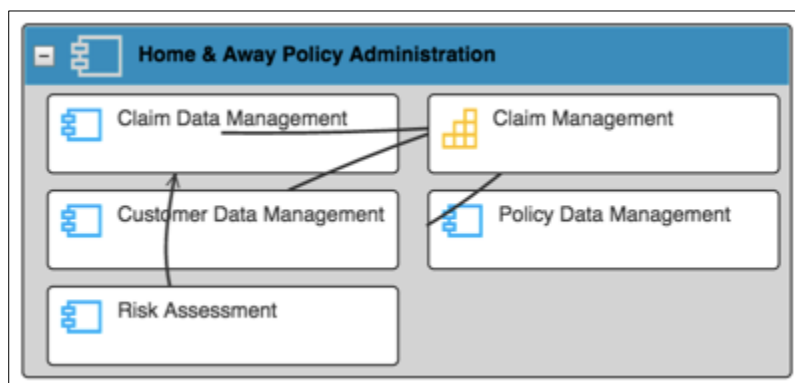 Home & Away Policy Administration
Claim Data Management
Claim Management
Customer Data Management
Policy Data Management
Risk Assessment